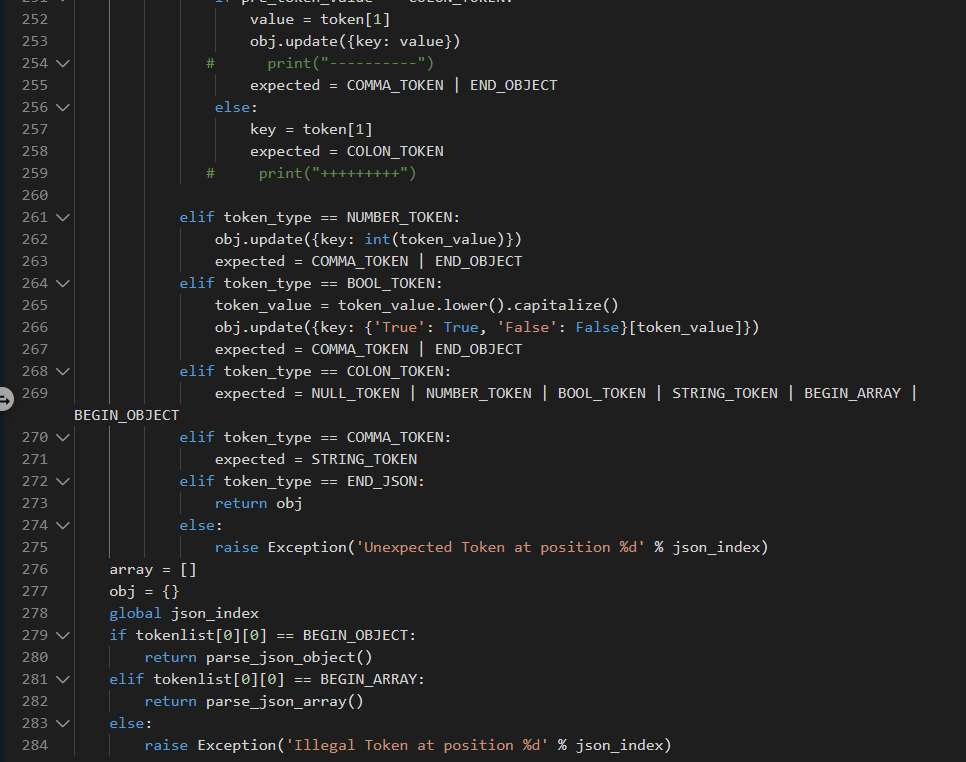 252 value = token[1]
253 obj.update({key: value})
254 # print("----------")
255 expected = COMMA_TOKEN | END_OBJECT
256 else:
257 key = token[1]
258 expected = COLON_TOKEN
259 # print("+++++++++")
260
261 elif token_type == NUMBER_TOKEN:
262 obj.update({key: int(token_value)})
263 expected = COMMA_TOKEN | END_OBJECT
264 elif token_type == BOOL_TOKEN:
265 token_value = token_value.lower().capitalize()
266 obj.update({key: {'True': True, 'False': False}[token_value]})
267 expected = COMMA_TOKEN | END_OBJECT
268 elif token_type == COLON_TOKEN:
269 expected = NULL_TOKEN | NUMBER_TOKEN | BOOL_TOKEN | STRING_TOKEN | BEGIN_ARRAY |
BEGIN_OBJECT
270 elif token_type == COMMA_TOKEN:
271 expected = STRING_TOKEN
272 elif token_type == END_JSON:
273 return obj
274 else:
275 raise Exception('Unexpected Token at position %d' % json_index)
276 array = []
277 obj = {}
278 global json_index
279 if tokenlist[0][0] == BEGIN_OBJECT:
280 return parse_json_object()
281 elif tokenlist[0][0] == BEGIN_ARRAY:
282 return parse_json_array()
283 else:
284 raise Exception('Illegal Token at position %d' % json_index)